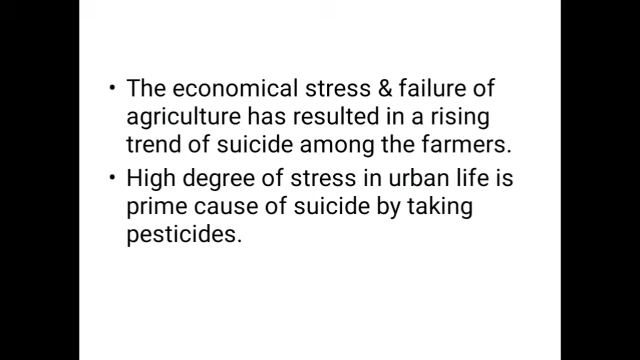 • The economical stress & failure of
agriculture has resulted in a rising
trend of suicide among the farmers.
• High degree of stress in urban life is
prime cause of suicide by taking
pesticides.